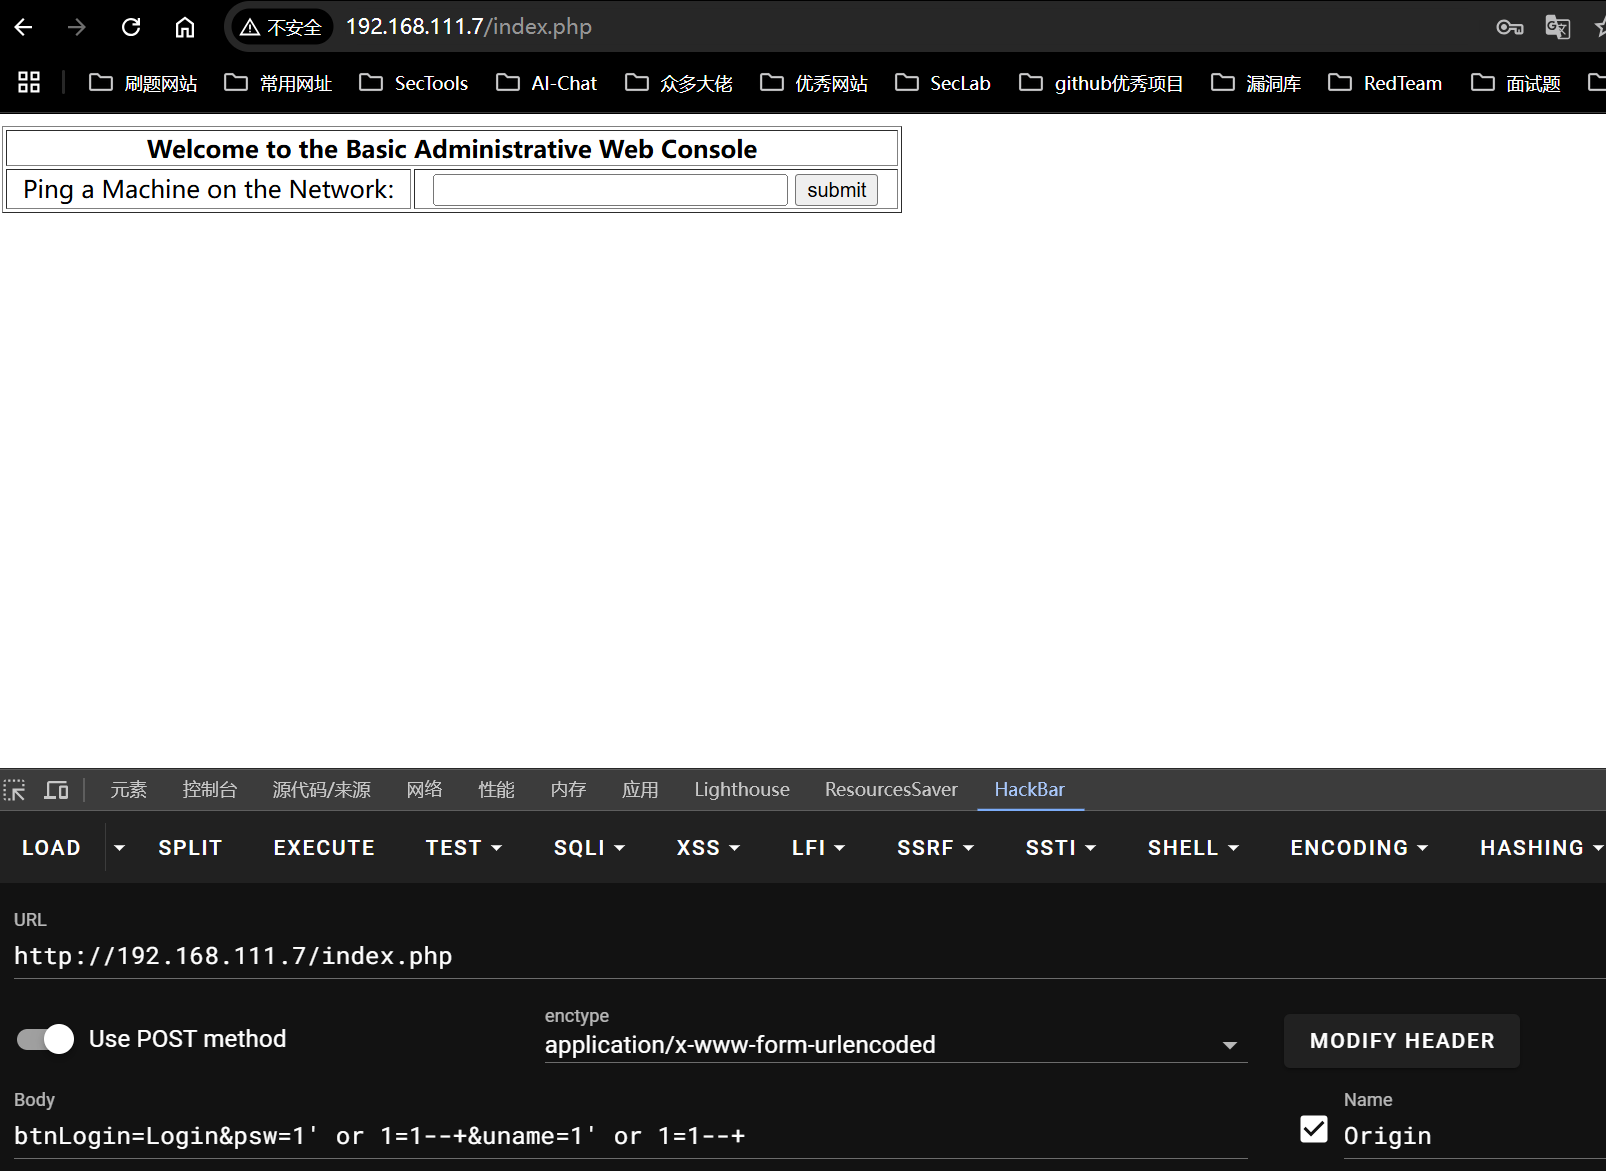 不安全 192.168.111.7/index.php
刷题网站 常用网址 SecTools AI-Chat 众多大佬 优秀网站 SecLab github优秀项目 漏洞库 RedTeam 面试题
Welcome to the Basic Administrative Web Console
Ping a Machine on the Network: submit
元素 控制台 源代码/来源 网络 性能 内存 应用 Lighthouse ResourcesSaver HackBar
LOAD SPLIT EXECUTE TEST SQLI XSS LFI SSRF SSTI SHELL ENCODING HASHING
URL
http://192.168.111.7/index.php
enctype
Use POST method application/x-www-form-urlencoded MODIFY HEADER
Body Name
btnLogin=Login&psw=1' or 1=1--+&uname=1' or 1=1--+ Origin